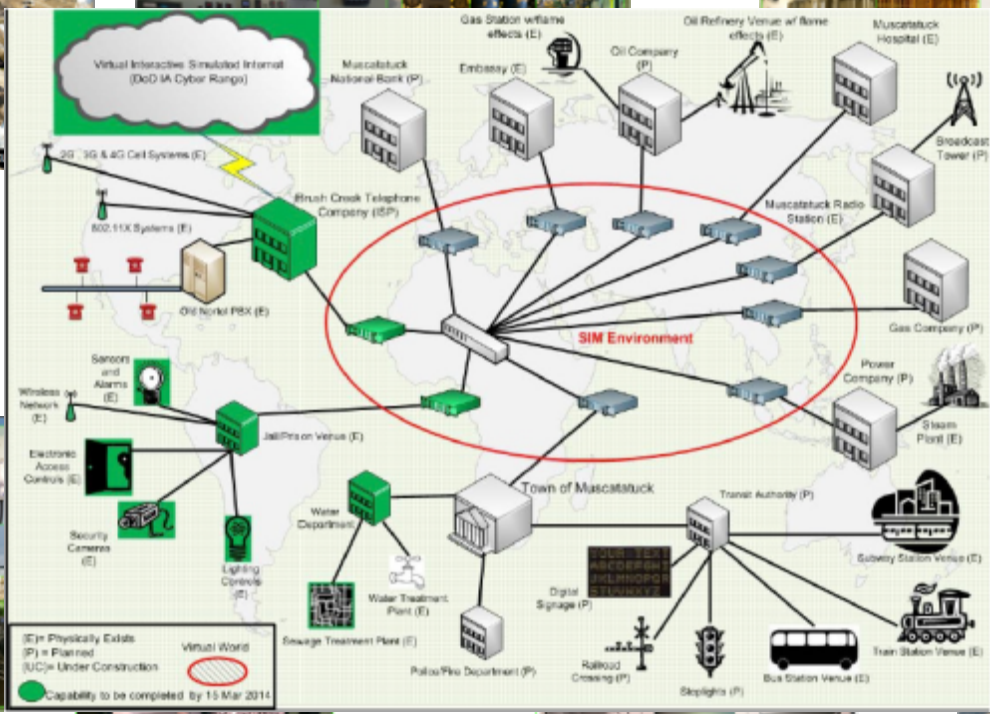 Virtual Interactive Simulated Internet
(DoD IA Cyber Range)
Muscatatuck
National Bank (P)
Gas Station w/flame
effects (E)
Embassy (E)
Oil Company
(P)
Oil Refinery Venue w/ flame
effects (E)
Muscatatuck
Hospital (E)
Broadcast
Tower (P)
2G, 3G & 4G Cell Systems (E)
Brush Creek Telephone
Company (ISP)
802.11X Systems (E)
Muscatatuck Radio
Station (E)
Old Nortel PBX (E)
SIM Environment
Gas Company (P)
Sensors
and
Alarms
(E)
Wireless
Network
(E)
Jail/Prison Venue (E)
Power
Company (P)
Steam
Plant (E)
Electronic
Access
Controls (E)
Security
Cameras
(E)
Lighting
Controls
(E)
Water
Department
Town of Muscatatuck
Transit Authority (P)
Subway Station Venue (E)
YOUR TEXT
ABCDEFGHI
JKLMNOPQR
STUVWXYZ
Digital
Signage (P)
Water Treatment
Plant (E)
Sewage Treatment Plant (E)
Police/Fire Department (P)
Railroad
Crossing (P)
Stoplights (P)
Bus Station Venue (E)
Train Station Venue (E)
(E)= Physically Exists
(P) = Planned
(UC)= Under Construction
Virtual World
Capability to be completed by 15 Mar 2014